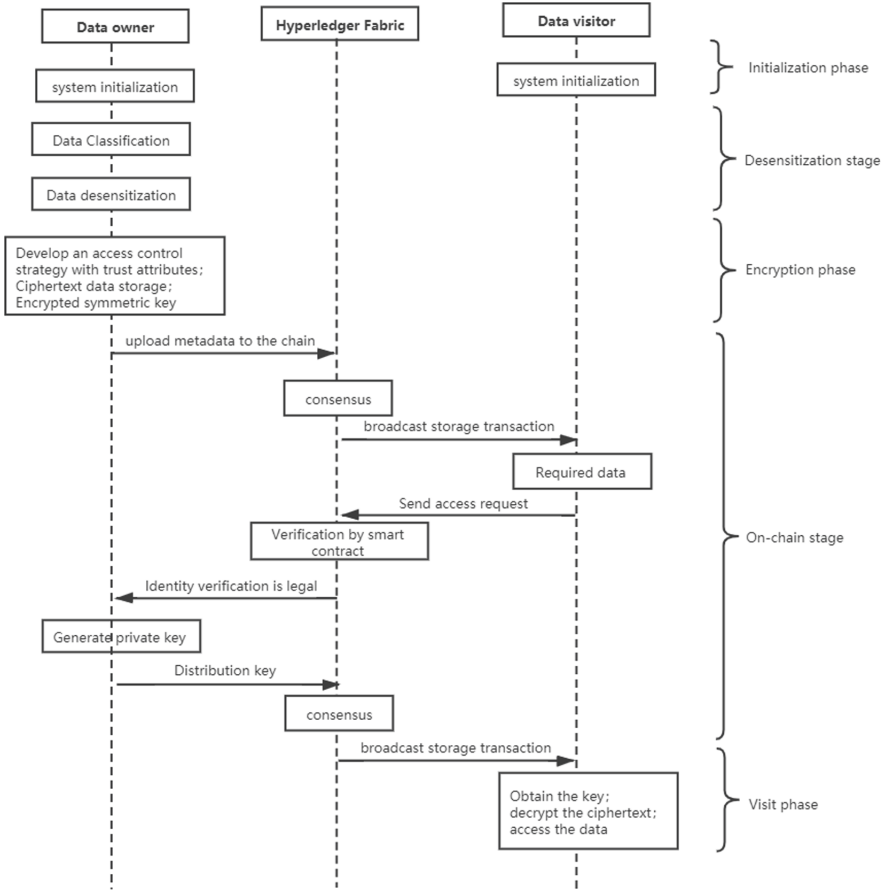 Data owner
Hyperledger Fabric
Data visitor
system initialization
system initialization
Initialization phase
Data Classification
Desensitization stage
Data desensitization
Develop an access control
strategy with trust attributes;
Ciphertext data storage;
Encrypted symmetric key
Encryption phase
upload metadata to the chain
consensus
broadcast storage transaction
Required data
Send access request
Verification by smart
contract
On-chain stage
Identity verification is legal
Generate private key
Distribution key
consensus
broadcast storage transaction
Obtain the key;
decrypt the ciphertext;
access the data
Visit phase